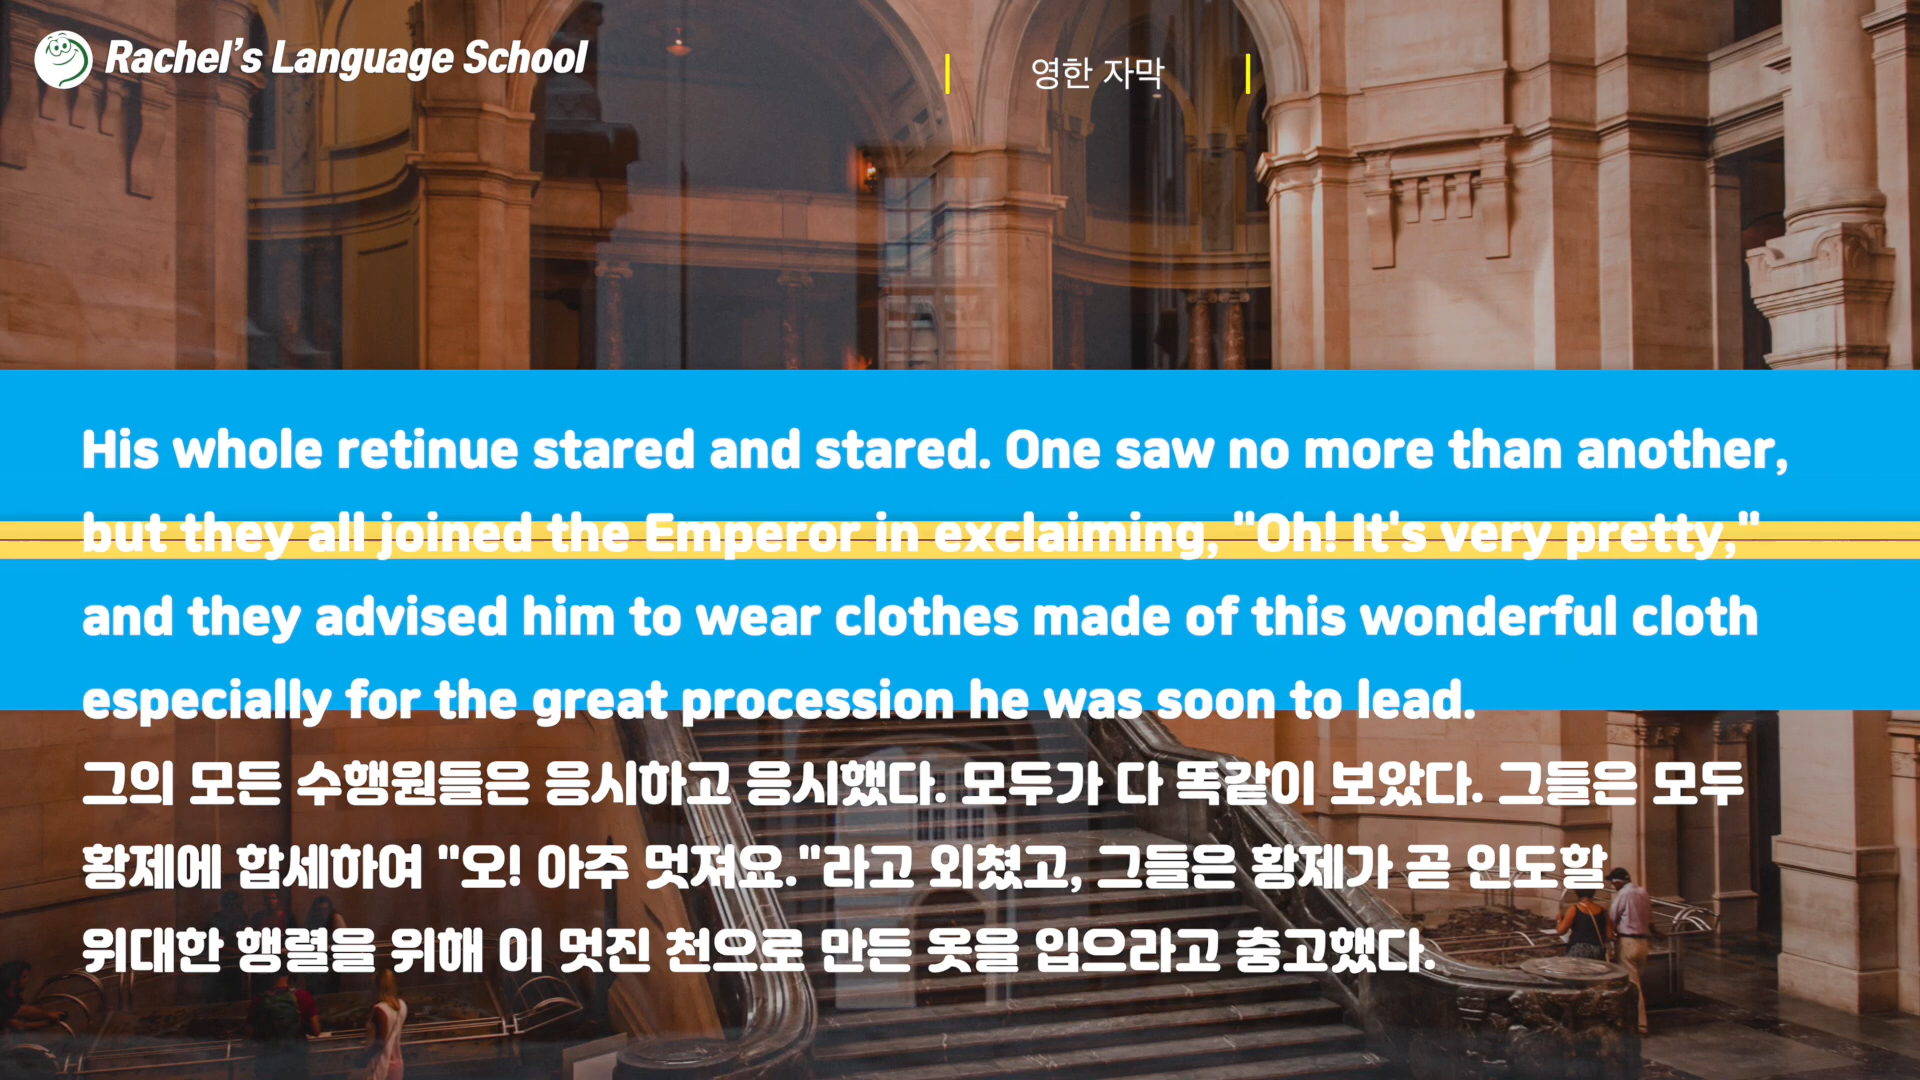 Rachel's Language School
영한 자막
His whole retinue stared and stared. One saw no more than another,
but they all joined the Emperor in exclaiming, "Oh! It's very pretty,"
and they advised him to wear clothes made of this wonderful cloth
especially for the great procession he was soon to lead.
그의 모든 수행원들은 응시하고 응시했다. 모두가 다 똑같이 보았다. 그들은 모두
황제에 합세하여 "오! 아주 멋져요."라고 외쳤고, 그들은 황제가 곧 인도할
위대한 행렬을 위해 이 멋진 천으로 만든 옷을 입으라고 충고했다.